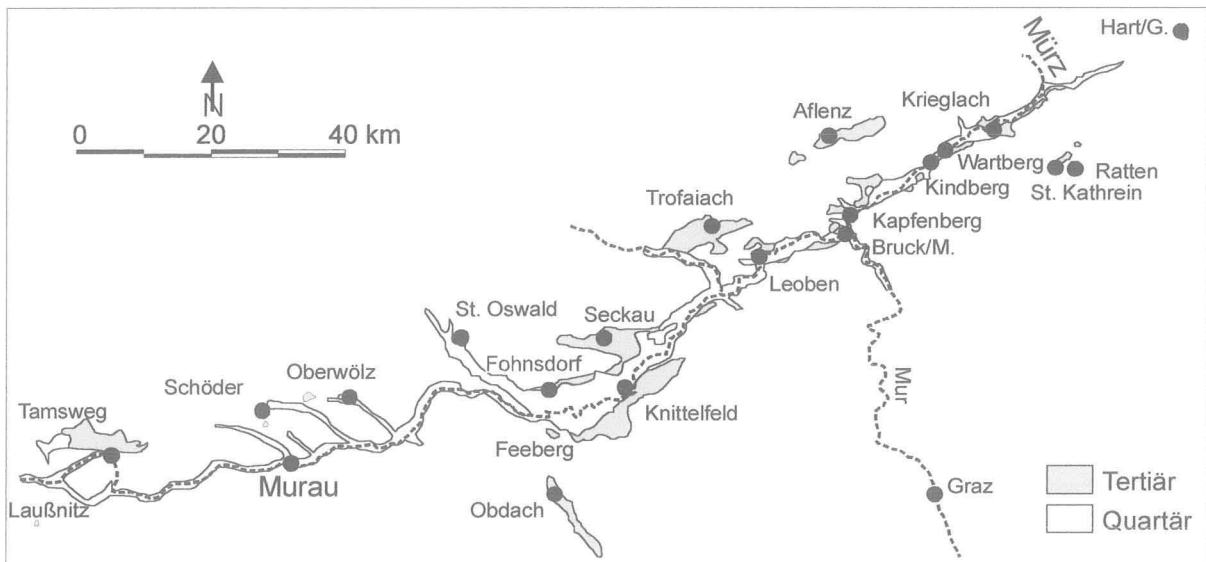 Hart/G.
Mürz
N
0 20 40 km
Aflenz
Krieglach
Wartberg
Ratten
St. Kathrein
Kindberg
Trofaiach
Kapfenberg
Bruck/M.
Leoben
St. Oswald
Seckau
Fohnsdorf
Oberwölz
Schöder
Tamsweg
Knittelfeld
Mur
Feeberg
Murau
Laußnitz
Obdach
Graz
Tertiär
Quartär